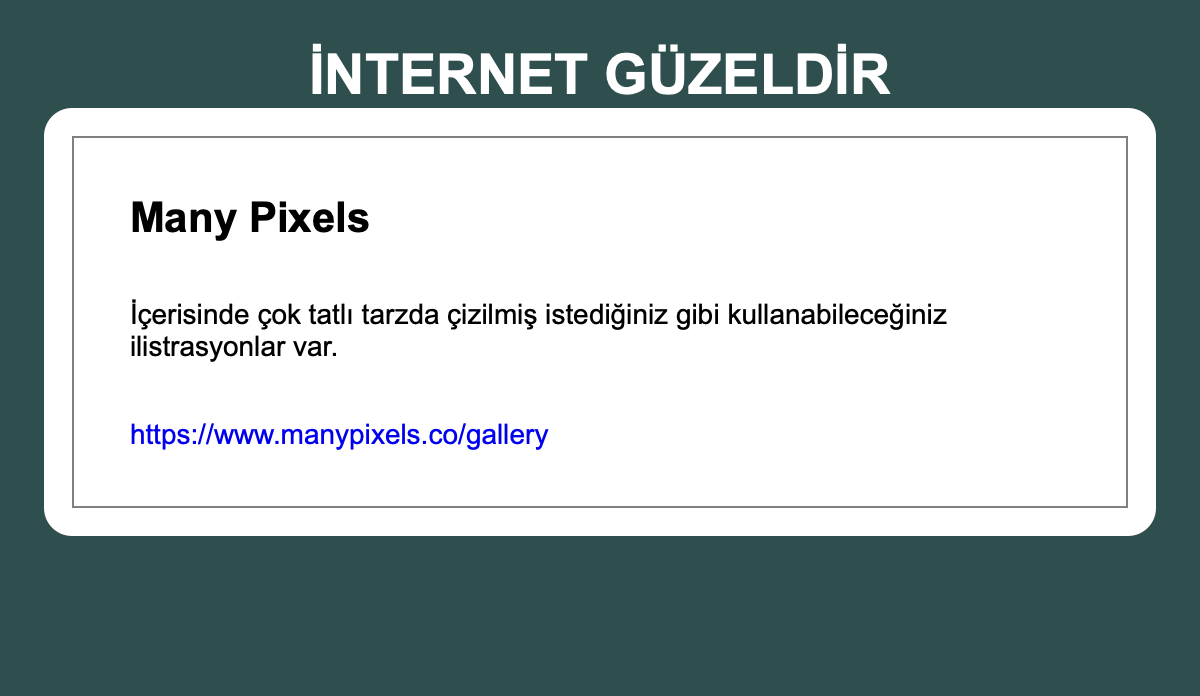 İNTERNET GÜZELDİR
Many Pixels
İçerisinde çok tatlı tarzda çizilmiş istediğiniz gibi kullanabileceğiniz
ilistrasyonlar var.
https://www.manypixels.co/gallery